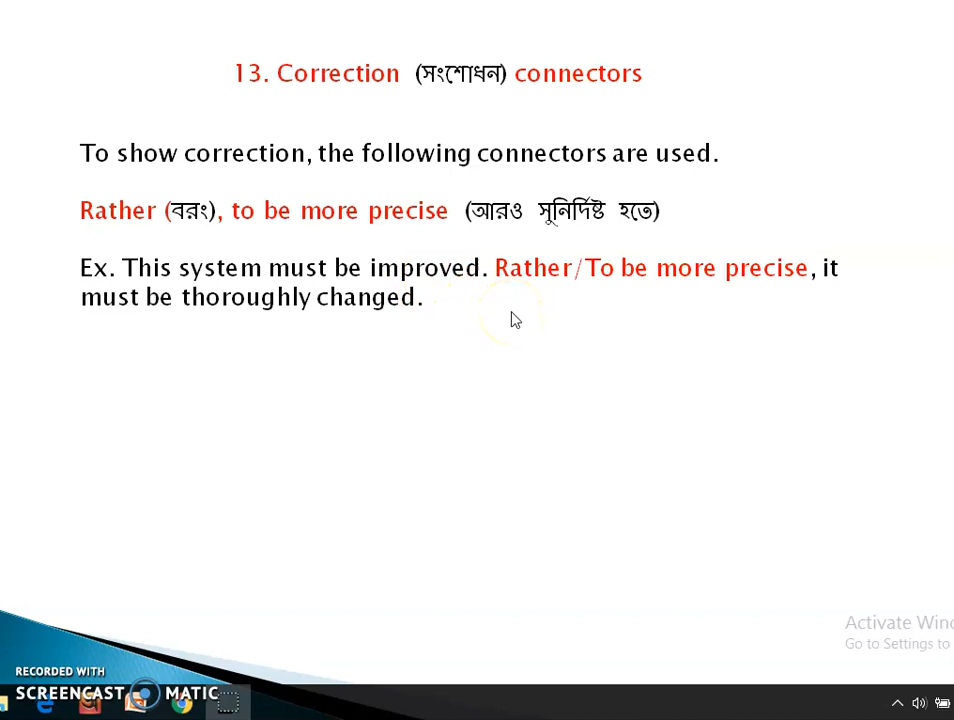 13. Correction (সংশোধন) connectors
To show correction, the following connectors are used.
Rather (বরং), to be more precise (আরও সুনির্দিষ্ট হতে)
Ex. This system must be improved. Rather/To be more precise, it
must be thoroughly changed.
Activate Win
Go to Settings to
RECORDED WITH
SCREENCAST MATIC